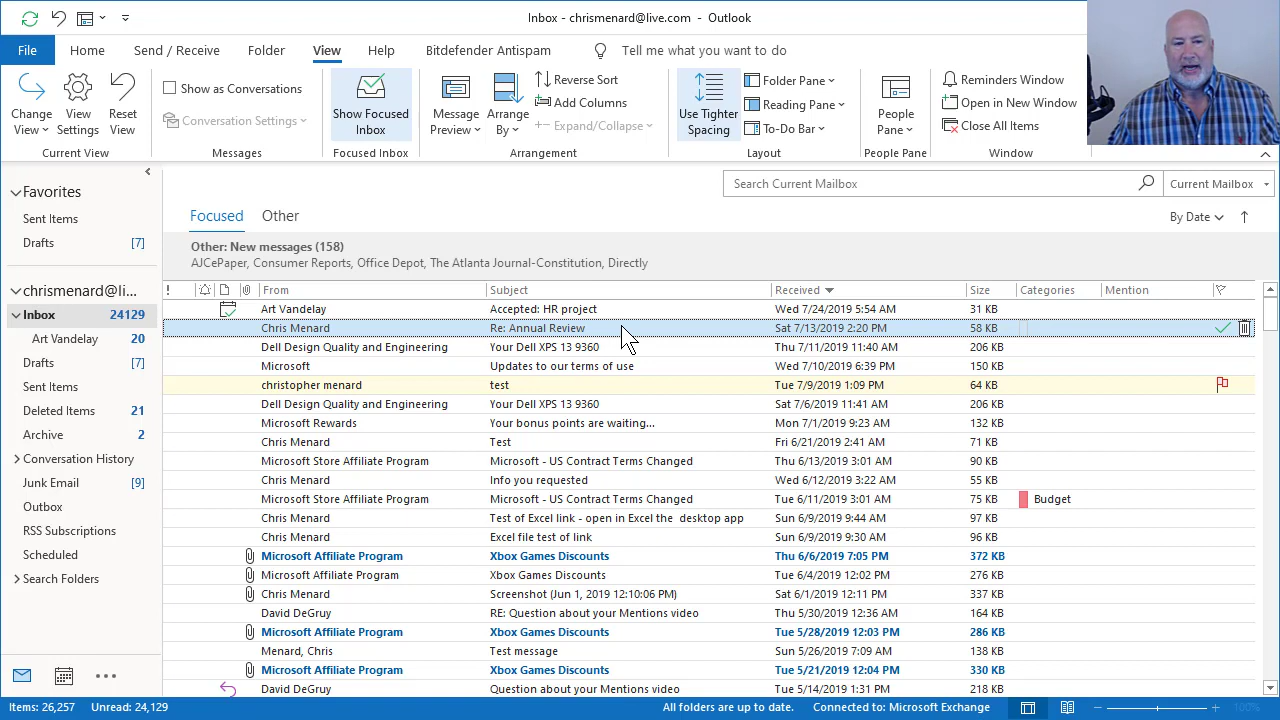 Inbox - chrismenard@live.com - Outlook
File Home Send / Receive Folder View Help Bitdefender Antispam Tell me what you want to do
Change View
View Settings
Reset View
Current View
Show as Conversations
Conversation Settings
Messages
Show Focused Inbox
Focused Inbox
Message Preview
Arrange By
Reverse Sort
Add Columns
Expand/Collapse
Arrangement
Use Tighter Spacing
Folder Pane
Reading Pane
To-Do Bar
Layout
People Pane
People Pane
Reminders Window
Open in New Window
Close All Items
Window
Favorites
Sent Items
Drafts [7]
chrismenard@li...
Inbox 24129
Art Vandelay 20
Drafts [7]
Sent Items
Deleted Items 21
Archive 2
Conversation History
Junk Email [9]
Outbox
RSS Subscriptions
Scheduled
Search Folders
Search Current Mailbox Current Mailbox
Focused Other By Date
Other: New messages (158)
AJCePaper, Consumer Reports, Office Depot, The Atlanta Journal-Constitution, Directly
! From Subject Received Size Categories Mention
Art Vandelay Accepted: HR project Wed 7/24/2019 5:54 AM 31 KB
Chris Menard Re: Annual Review Sat 7/13/2019 2:20 PM 58 KB
Dell Design Quality and Engineering Your Dell XPS 13 9360 Thu 7/11/2019 11:40 AM 206 KB
Microsoft Updates to our terms of use Wed 7/10/2019 6:39 PM 150 KB
christopher menard test Tue 7/9/2019 1:09 PM 64 KB
Dell Design Quality and Engineering Your Dell XPS 13 9360 Sat 7/6/2019 11:41 AM 206 KB
Microsoft Rewards Your bonus points are waiting... Mon 7/1/2019 9:23 AM 132 KB
Chris Menard Test Fri 6/21/2019 2:41 AM 71 KB
Microsoft Store Affiliate Program Microsoft - US Contract Terms Changed Thu 6/13/2019 3:01 AM 90 KB
Chris Menard Info you requested Wed 6/12/2019 3:22 AM 55 KB
Microsoft Store Affiliate Program Microsoft - US Contract Terms Changed Tue 6/11/2019 3:01 AM 75 KB Budget
Chris Menard Test of Excel link - open in Excel the desktop app Sun 6/9/2019 9:44 AM 97 KB
Chris Menard Excel file test of link Sun 6/9/2019 9:30 AM 96 KB
Microsoft Affiliate Program Xbox Games Discounts Thu 6/6/2019 7:05 PM 372 KB
Microsoft Affiliate Program Xbox Games Discounts Tue 6/4/2019 12:02 PM 276 KB
Chris Menard Screenshot (Jun 1, 2019 12:10:06 PM) Sat 6/1/2019 12:11 PM 337 KB
David DeGruy RE: Question about your Mentions video Thu 5/30/2019 12:36 AM 164 KB
Microsoft Affiliate Program Xbox Games Discounts Tue 5/28/2019 12:03 PM 286 KB
Menard, Chris Test message Sun 5/26/2019 7:09 AM 138 KB
Microsoft Affiliate Program Xbox Games Discounts Tue 5/21/2019 12:04 PM 330 KB
David DeGruy Question about your Mentions video Tue 5/14/2019 1:31 PM 218 KB
Items: 26,257 Unread: 24,129 All folders are up to date. Connected to: Microsoft Exchange 100%